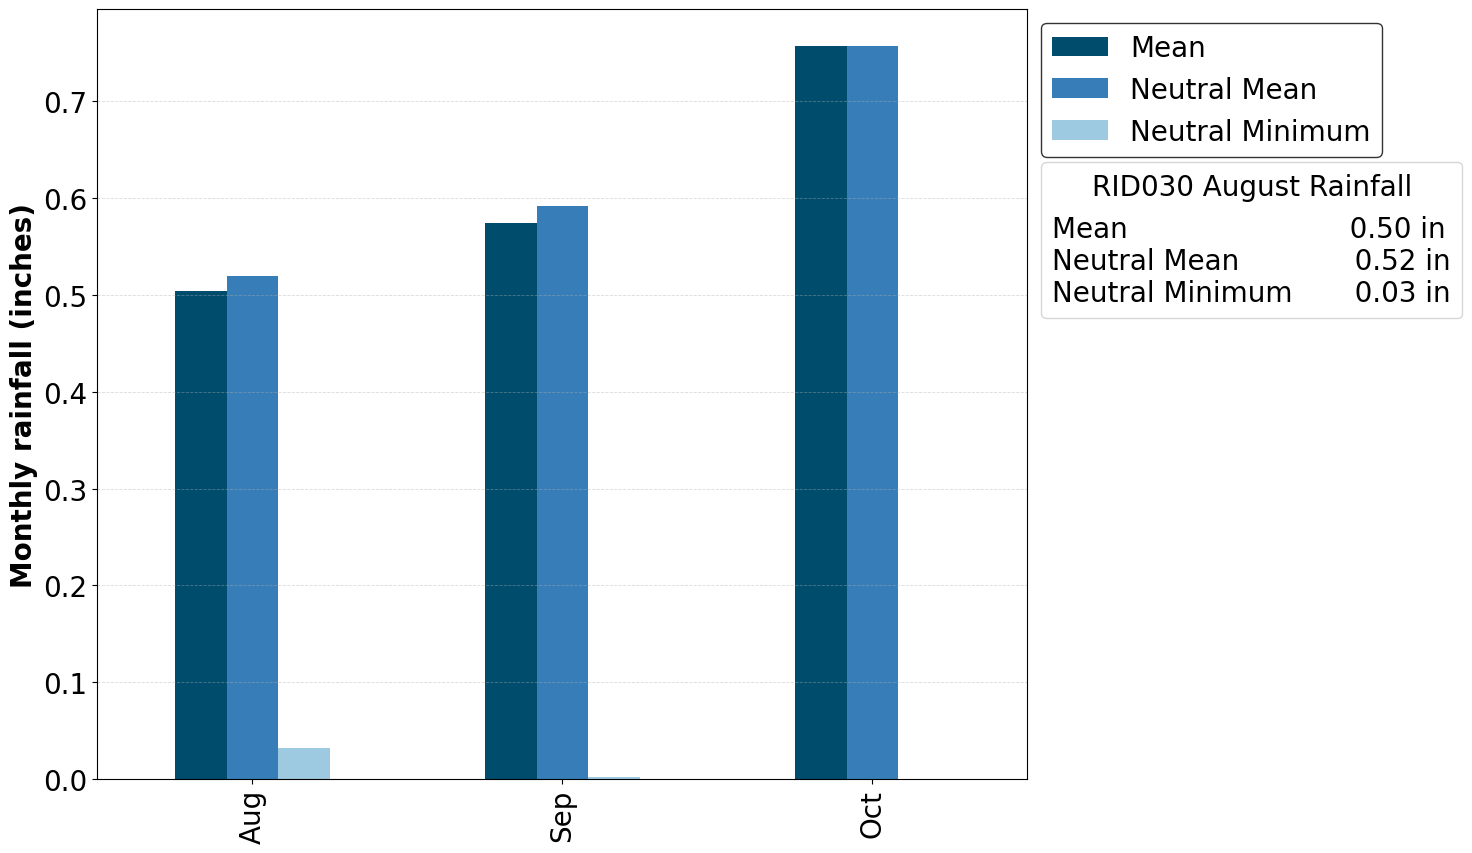 Monthly rainfall (inches)
0.7
0.6
0.5
0.4
0.3
0.2
0.1
0.0
Aug
Sep
Oct
Mean
Neutral Mean
Neutral Minimum
RID030 August Rainfall
Mean 0.50 in
Neutral Mean 0.52 in
Neutral Minimum 0.03 in